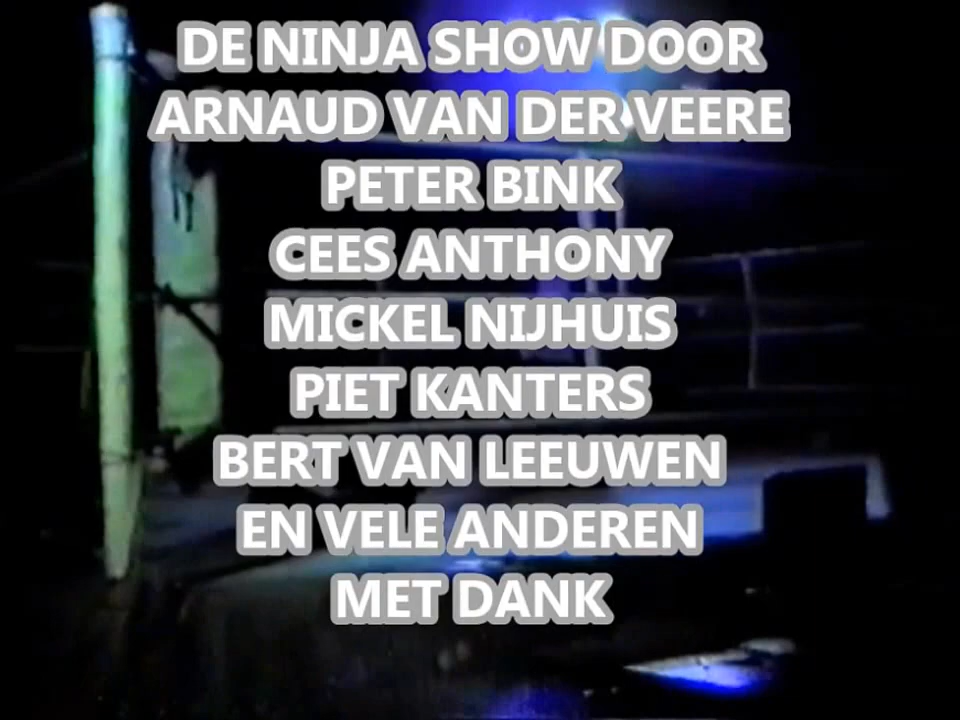 DE NINJA SHOW DOOR
ARNAUD VAN DER VEERE
PETER BINK
CEES ANTHONY
MICKEL NIJHUIS
PIET KANTERS
BERT VAN LEEUWEN
EN VELE ANDEREN
MET DANK